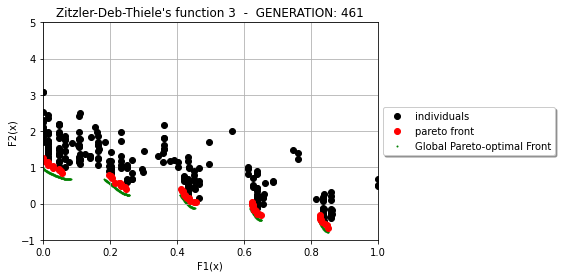 Zitzler-Deb-Thiele's function 3 - GENERATION: 461
5
4
3
2
1
0
−1
F2(x)
0.0 0.2 0.4 0.6 0.8 1.0
F1(x)
individuals
pareto front
Global Pareto-optimal Front